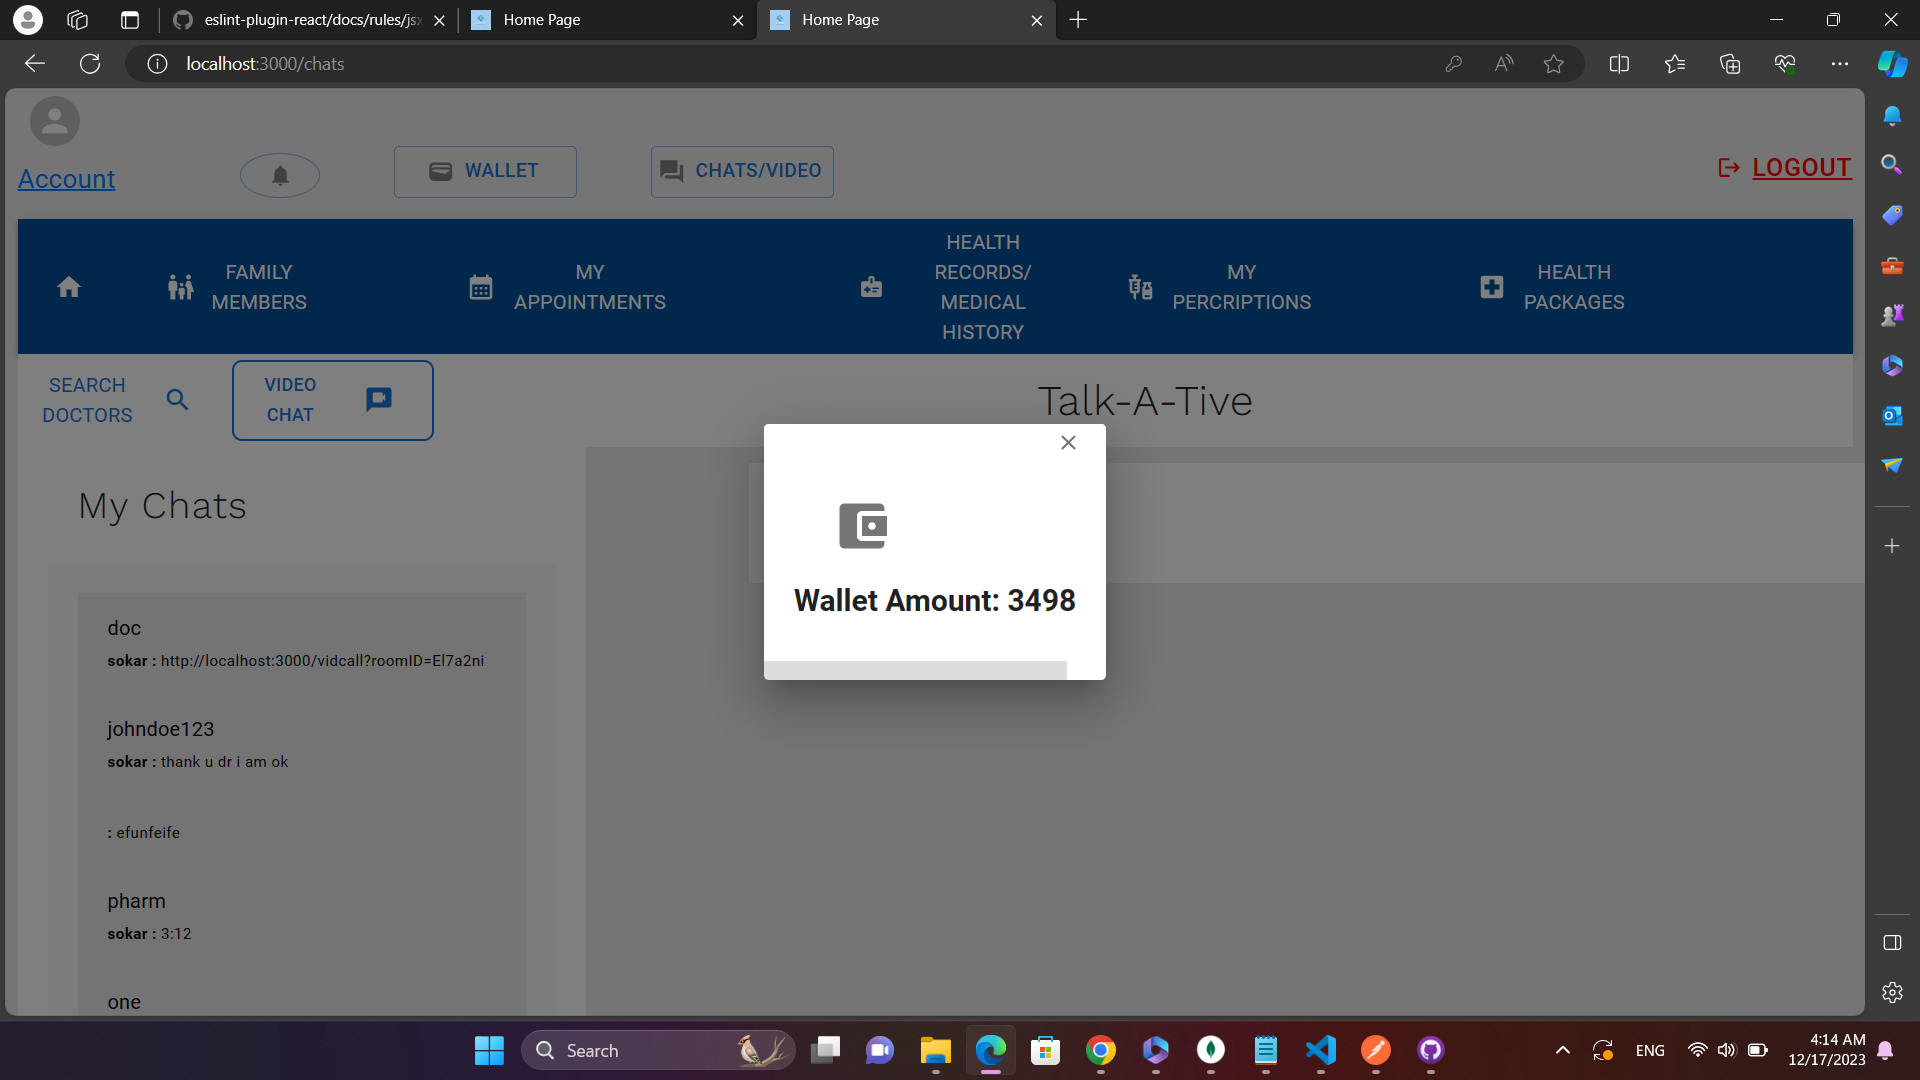 eslint-plugin-react/docs/rules/jsx
Home Page
Home Page
localhost:3000/chats
Account
WALLET
CHATS/VIDEO
LOGOUT
FAMILY
MEMBERS
MY
APPOINTMENTS
HEALTH
RECORDS/
MEDICAL
HISTORY
MY
PERCRIPTIONS
HEALTH
PACKAGES
SEARCH
DOCTORS
VIDEO
CHAT
Talk-A-Tive
My Chats
Wallet Amount: 3498
doc
sokar : http://localhost:3000/vidcall?roomID=El7a2ni
johndoe123
sokar : thank u dr i am ok
: efunfeife
pharm
sokar : 3:12
one
Search
ENG
4:14 AM
12/17/2023